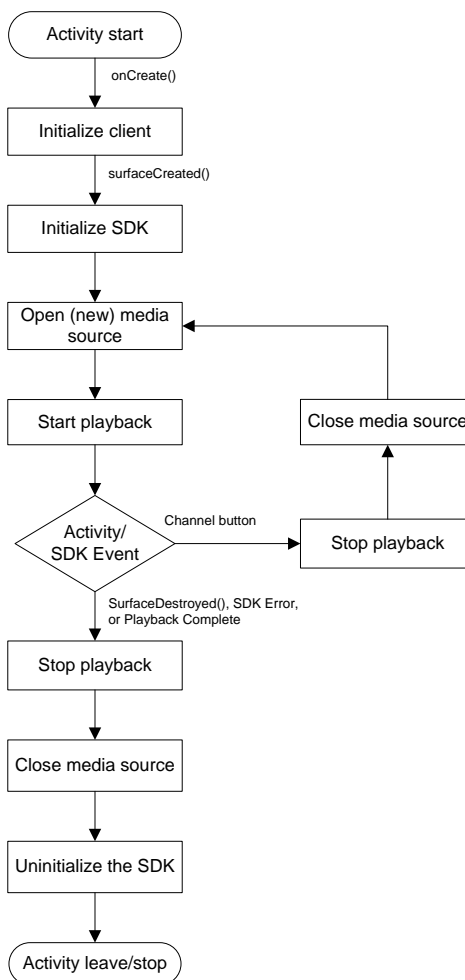 Activity start
onCreate()
Initialize client
surfaceCreated()
Initialize SDK
Open (new) media
source
Start playback
Close media source
Activity/
SDK Event
Channel button
Stop playback
SurfaceDestroyed(), SDK Error,
or Playback Complete
Stop playback
Close media source
Uninitialize the SDK
Activity leave/stop